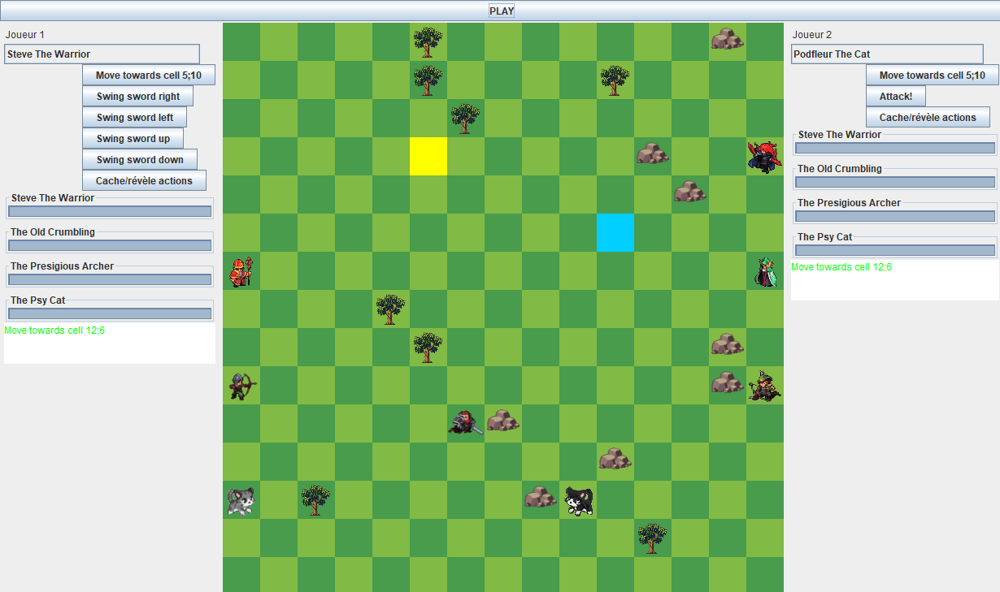 PLAY
Joueur 1
Steve The Warrior
Move towards cell 5;10
Swing sword right
Swing sword left
Swing sword up
Swing sword down
Cache/révèle actions
Steve The Warrior
The Old Crumbling
The Presigious Archer
The Psy Cat
Move towards cell 12;6
Joueur 2
Podfleur The Cat
Move towards cell 5;10
Attack!
Cache/révèle actions
Steve The Warrior
The Old Crumbling
The Presigious Archer
The Psy Cat
Move towards cell 12;6